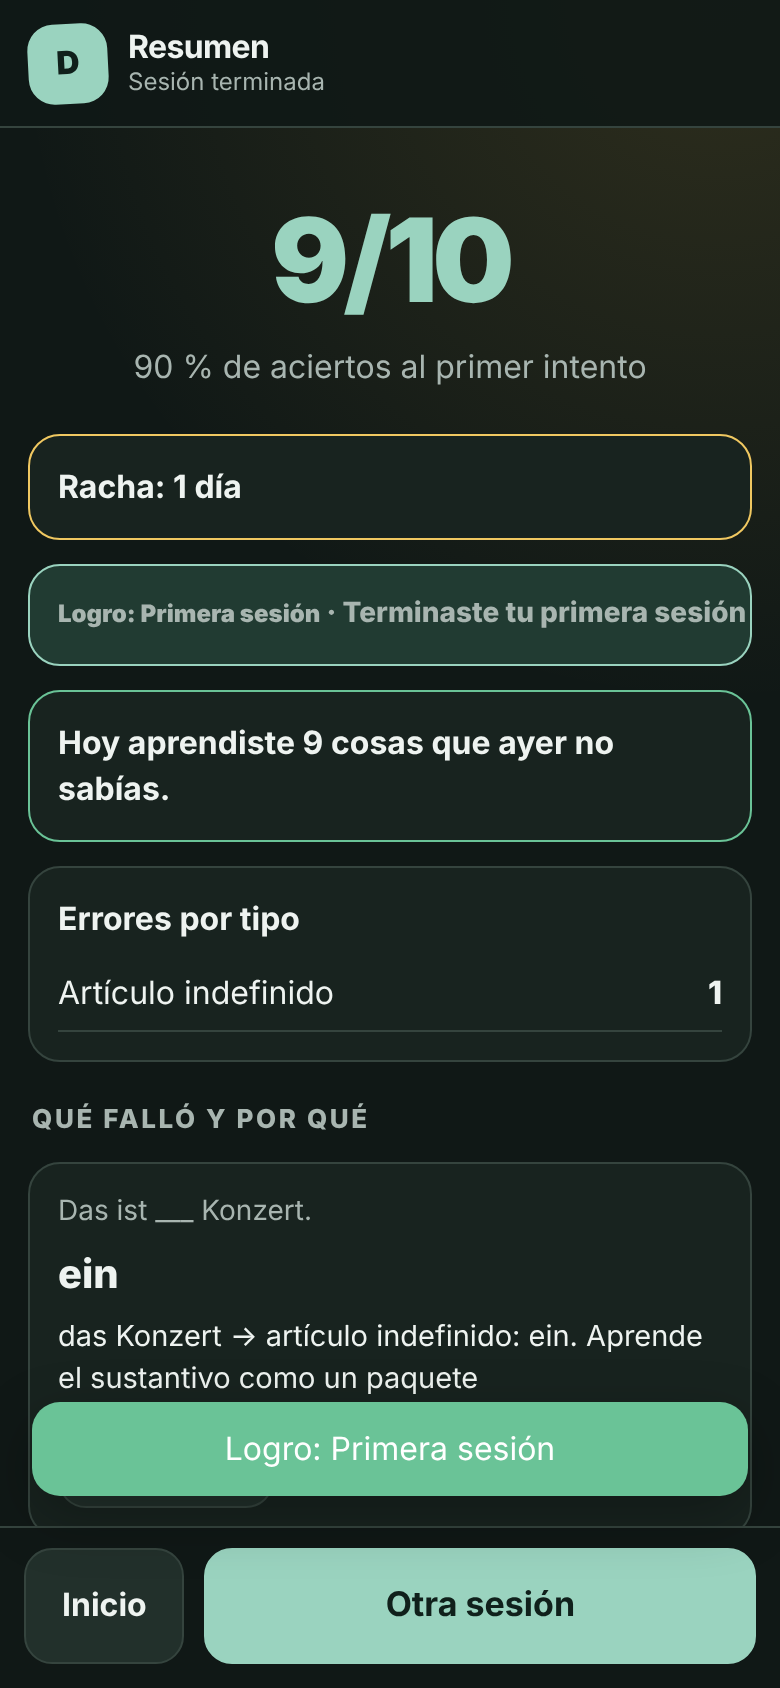 D
Resumen
Sesión terminada
9/10
90 % de aciertos al primer intento
Racha: 1 día
Logro: Primera sesión · Terminaste tu primera sesión
Hoy aprendiste 9 cosas que ayer no
sabías.
Errores por tipo
Artículo indefinido 1
QUÉ FALLÓ Y POR QUÉ
Das ist ___ Konzert.
ein
das Konzert → artículo indefinido: ein. Aprende
el sustantivo como un paquete
Logro: Primera sesión
Inicio
Otra sesión